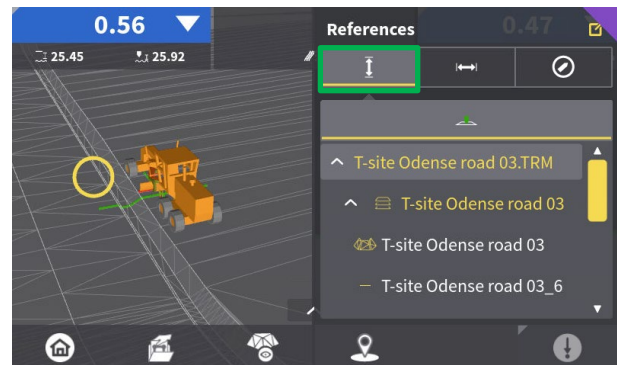 0.56
25.45
25.92
References
0.47
T-site Odense road 03.TRM
T-site Odense road 03
T-site Odense road 03
T-site Odense road 03_6